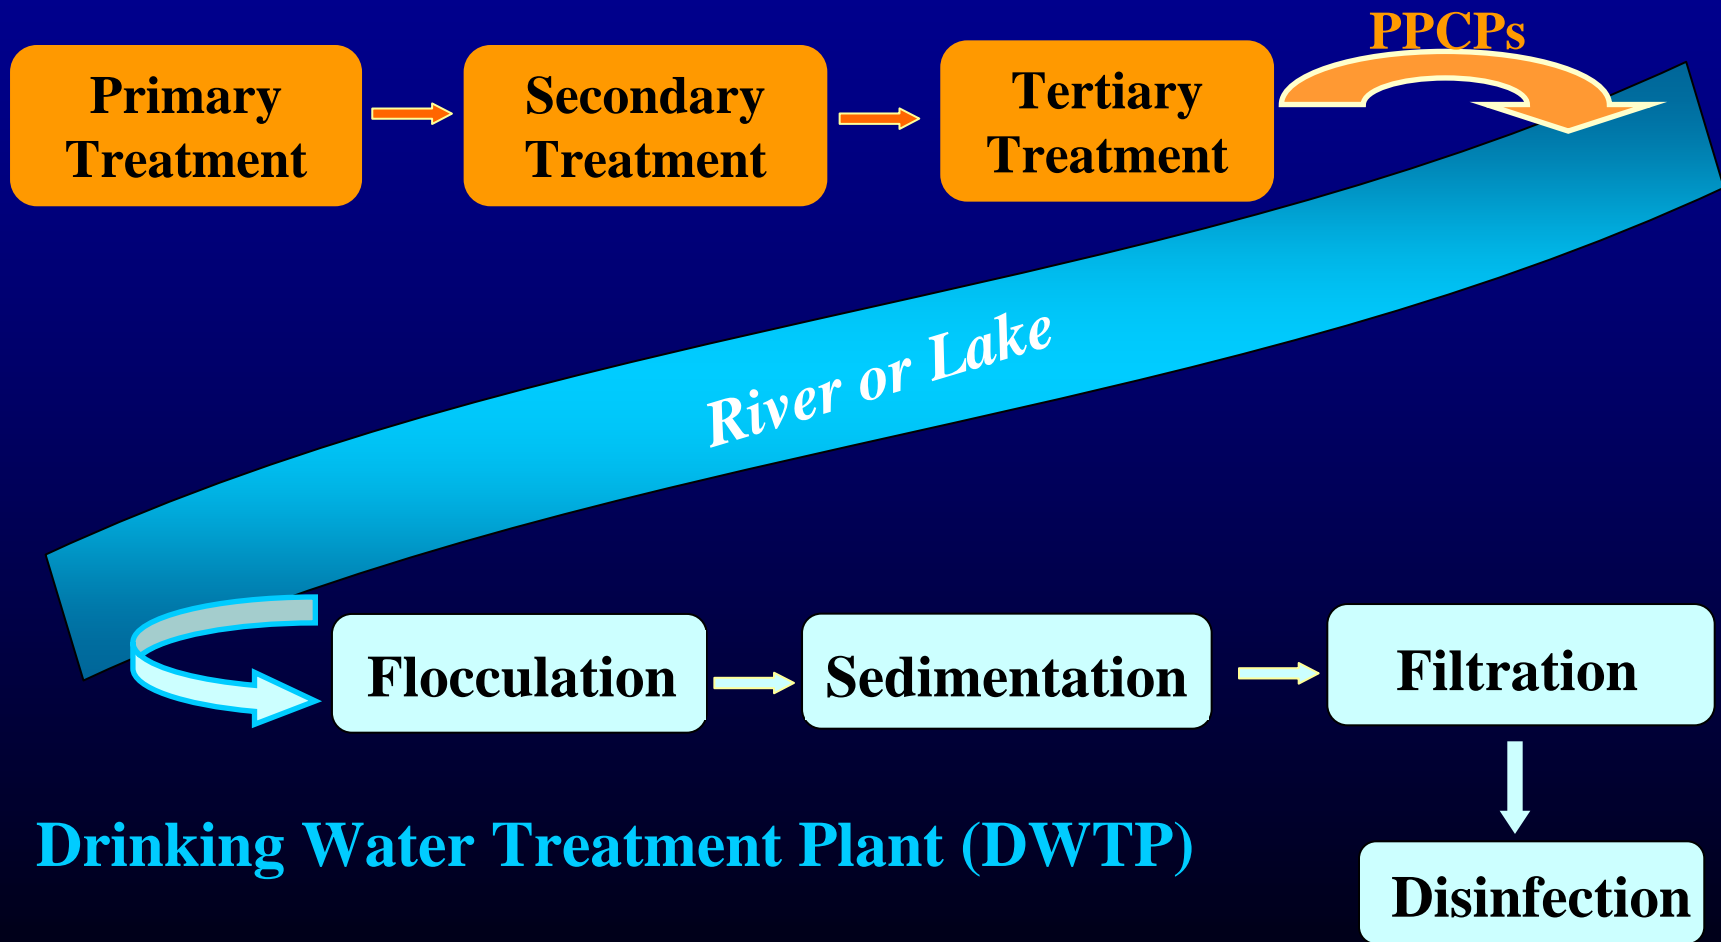 PPCPs
Primary
Treatment
Secondary
Treatment
Tertiary
Treatment
River or Lake
Flocculation
Sedimentation
Filtration
Drinking Water Treatment Plant (DWTP)
Disinfection